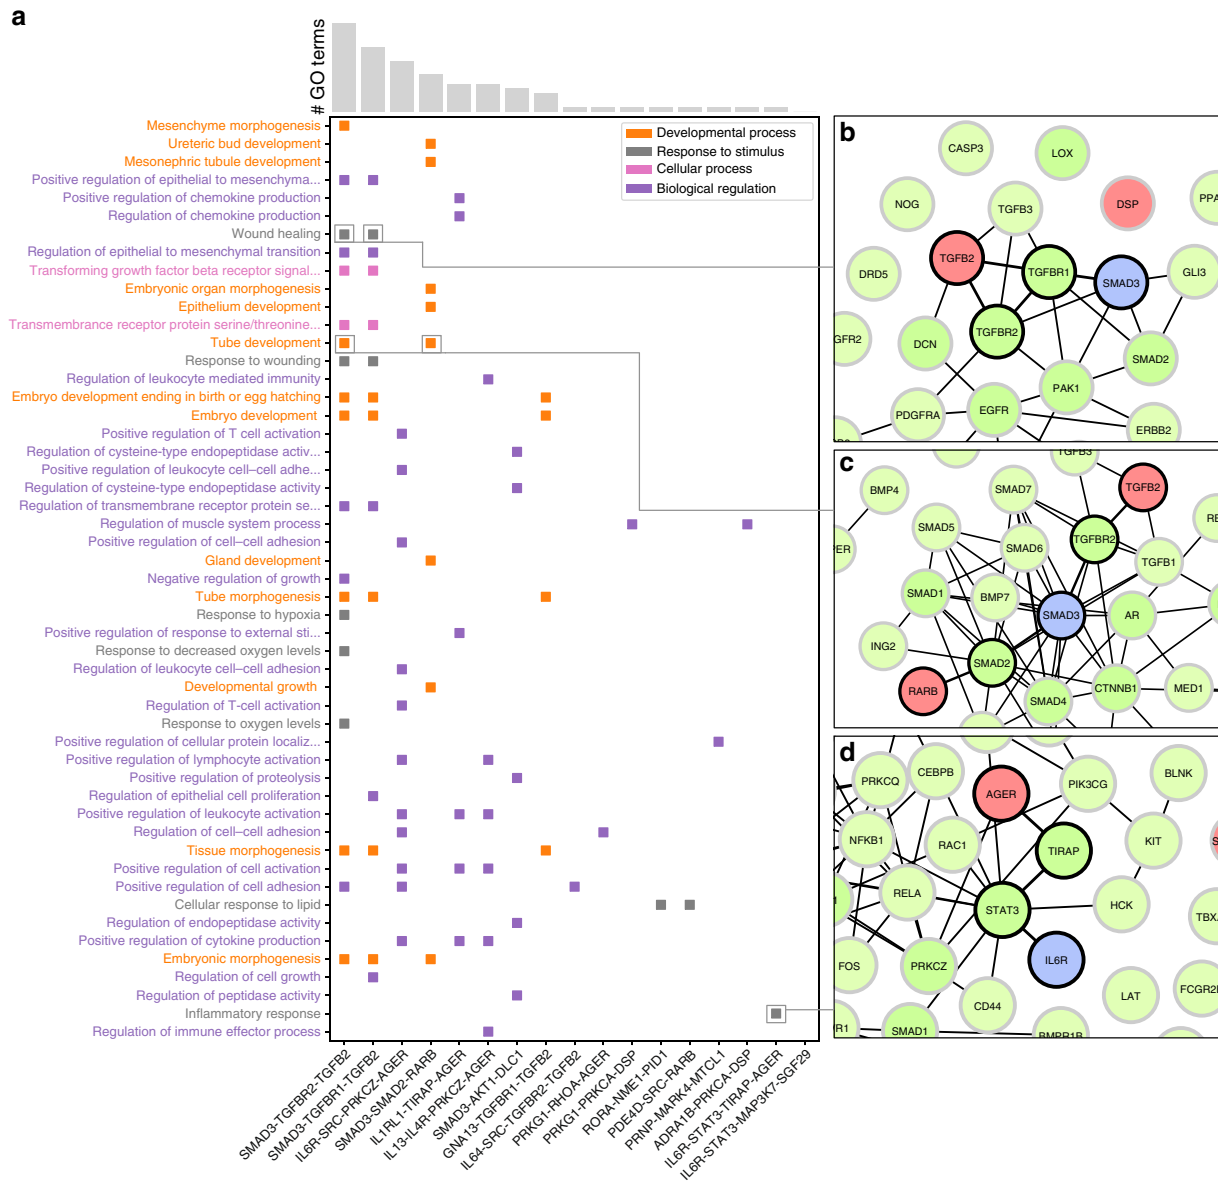 a
# GO terms
Mesenchyme morphogenesis
Ureteric bud development
Mesonephric tubule development
Positive regulation of epithelial to mesenchyma...
Positive regulation of chemokine production
Regulation of chemokine production
Wound healing
Regulation of epithelial to mesenchymal transition
Transforming growth factor beta receptor signal...
Embryonic organ morphogenesis
Epithelium development
Transmembrance receptor protein serine/threonine...
Tube development
Response to wounding
Regulation of leukocyte mediated immunity
Embryo development ending in birth or egg hatching
Embryo development
Positive regulation of T cell activation
Regulation of cysteine-type endopeptidase activ...
Positive regulation of leukocyte cell–cell adhe...
Regulation of cysteine-type endopeptidase activity
Regulation of transmembrane receptor protein se...
Regulation of muscle system process
Positive regulation of cell–cell adhesion
Gland development
Negative regulation of growth
Tube morphogenesis
Response to hypoxia
Positive regulation of response to external sti...
Response to decreased oxygen levels
Regulation of leukocyte cell–cell adhesion
Developmental growth
Regulation of T-cell activation
Response to oxygen levels
Positive regulation of cellular protein localiz...
Positive regulation of lymphocyte activation
Positive regulation of proteolysis
Regulation of epithelial cell proliferation
Positive regulation of leukocyte activation
Regulation of cell–cell adhesion
Tissue morphogenesis
Positive regulation of cell activation
Positive regulation of cell adhesion
Cellular response to lipid
Regulation of endopeptidase activity
Positive regulation of cytokine production
Embryonic morphogenesis
Regulation of cell growth
Regulation of peptidase activity
Inflammatory response
Regulation of immune effector process
Developmental process
Response to stimulus
Cellular process
Biological regulation
SMAD3-TGFBR2-TGFB2
SMAD3-TGFBR1-TGFB2
IL6R-SRC-PRKCZ-AGER
SMAD3-SMAD2-RARB
IL1RL1-TIRAP-AGER
IL13-IL4R-PRKCZ-AGER
SMAD3-AKT1-DLC1
GNA13-TGFBR1-TGFB2
IL64-SRC-TGFBR2-TGFB2
PRKG1-RHOA-AGER
PRKG1-PRKCA-DSP
RORA-NME1-PID1
PDE4D-SRC-RARB
PRNP-MARK4-MTCL1
ADRA1B-PRKCA-DSP
IL6R-STAT3-TIRAP-AGER
IL6R-STAT3-MAP3K7-SGF29
b
CASP3
LOX
NOG
TGFB3
DSP
PPA
DRD5
TGFB2
TGFBR1
SMAD3
GLI3
GFR2
DCN
TGFBR2
SMAD2
PAK1
PDGFRA
EGFR
ERBB2
c
TGFB3
BMP4
SMAD7
TGFB2
SMAD5
SMAD6
TGFBR2
RE
PER
TGFB1
SMAD1
BMP7
SMAD3
AR
ING2
SMAD2
RARB
SMAD4
CTNNB1
MED1
d
PRKCQ
CEBPB
AGER
PIK3CG
BLNK
NFKB1
RAC1
TIRAP
KIT
S
RELA
STAT3
HCK
TBX
FOS
PRKCZ
IL6R
CD44
LAT
FCGR2
PR1
SMAD1
BMPR1B